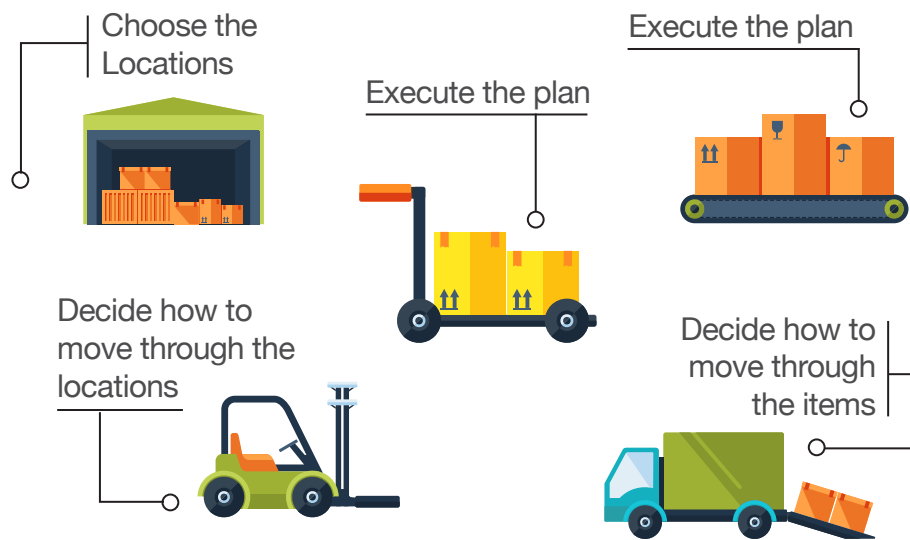 Choose the
Locations
Execute the plan
Execute the plan
Decide how to
move through the
locations
Decide how to
move through
the items